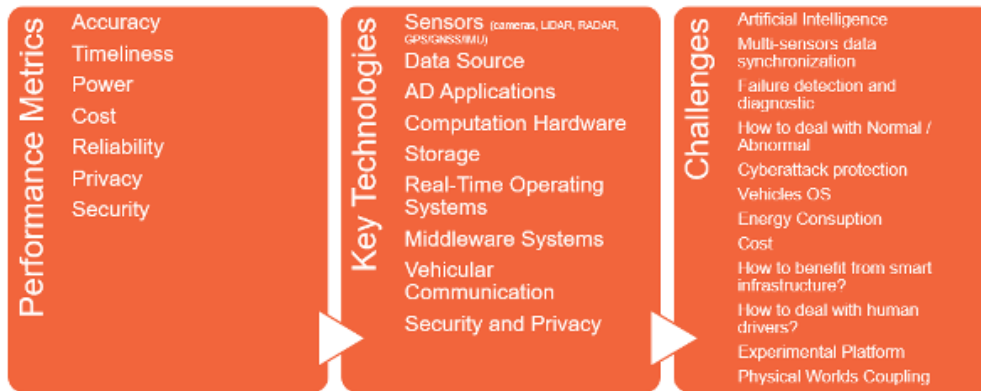 Performance Metrics
Accuracy
Timeliness
Power
Cost
Reliability
Privacy
Security
Key Technologies
Sensors (cameras, LIDAR, RADAR,
GPS/GNSS/IMU)
Data Source
AD Applications
Computation Hardware
Storage
Real-Time Operating
Systems
Middleware Systems
Vehicular
Communication
Security and Privacy
Challenges
Artificial Intelligence
Multi-sensors data
synchronization
Failure detection and
diagnostic
How to deal with Normal /
Abnormal
Cyberattack protection
Vehicles OS
Energy Consuption
Cost
How to benefit from smart
infrastructure?
How to deal with human
drivers?
Experimental Platform
Physical Worlds Coupling